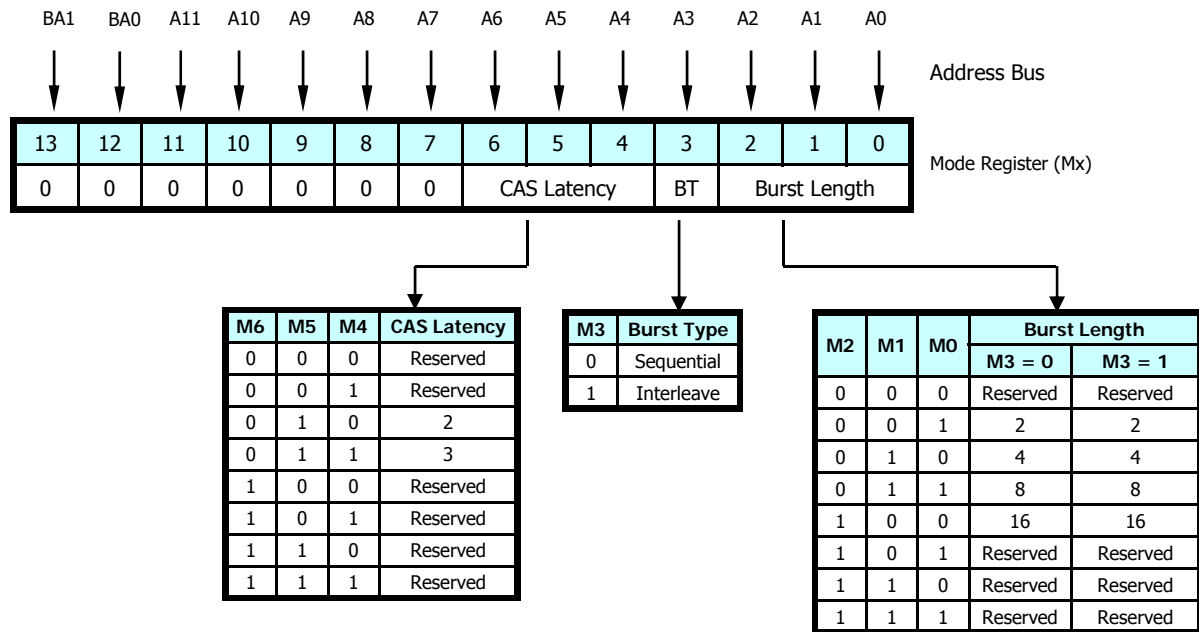 BA1 BA0 A11 A10 A9 A8 A7 A6 A5 A4 A3 A2 A1 A0
Address Bus
13 12 11 10 9 8 7 6 5 4 3 2 1 0
Mode Register (Mx)
0 0 0 0 0 0 0 CAS Latency BT Burst Length
M6 M5 M4 CAS Latency
0 0 0 Reserved
0 0 1 Reserved
0 1 0 2
0 1 1 3
1 0 0 Reserved
1 0 1 Reserved
1 1 0 Reserved
1 1 1 Reserved
M3 Burst Type
0 Sequential
1 Interleave
M2 M1 M0 Burst Length
M3 = 0 M3 = 1
0 0 0 Reserved Reserved
0 0 1 2 2
0 1 0 4 4
0 1 1 8 8
1 0 0 16 16
1 0 1 Reserved Reserved
1 1 0 Reserved Reserved
1 1 1 Reserved Reserved